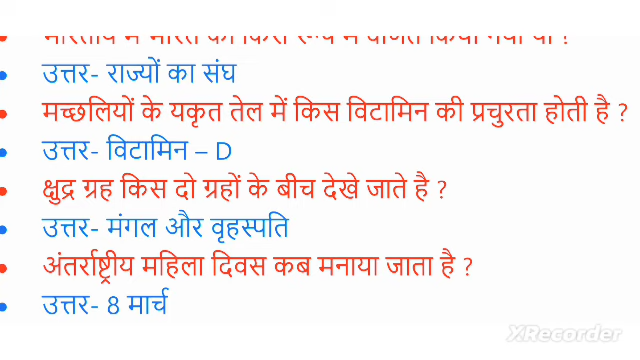 उत्तर- राज्यों का संघ
मच्छलियों के यकृत तेल में किस विटामिन की प्रचुरता होती है ?
उत्तर- विटामिन – D
क्षुद्र ग्रह किस दो ग्रहों के बीच देखे जाते है ?
उत्तर- मंगल और वृहस्पति
अंतर्राष्ट्रीय महिला दिवस कब मनाया जाता है ?
उत्तर- 8 मार्च
XRecorder